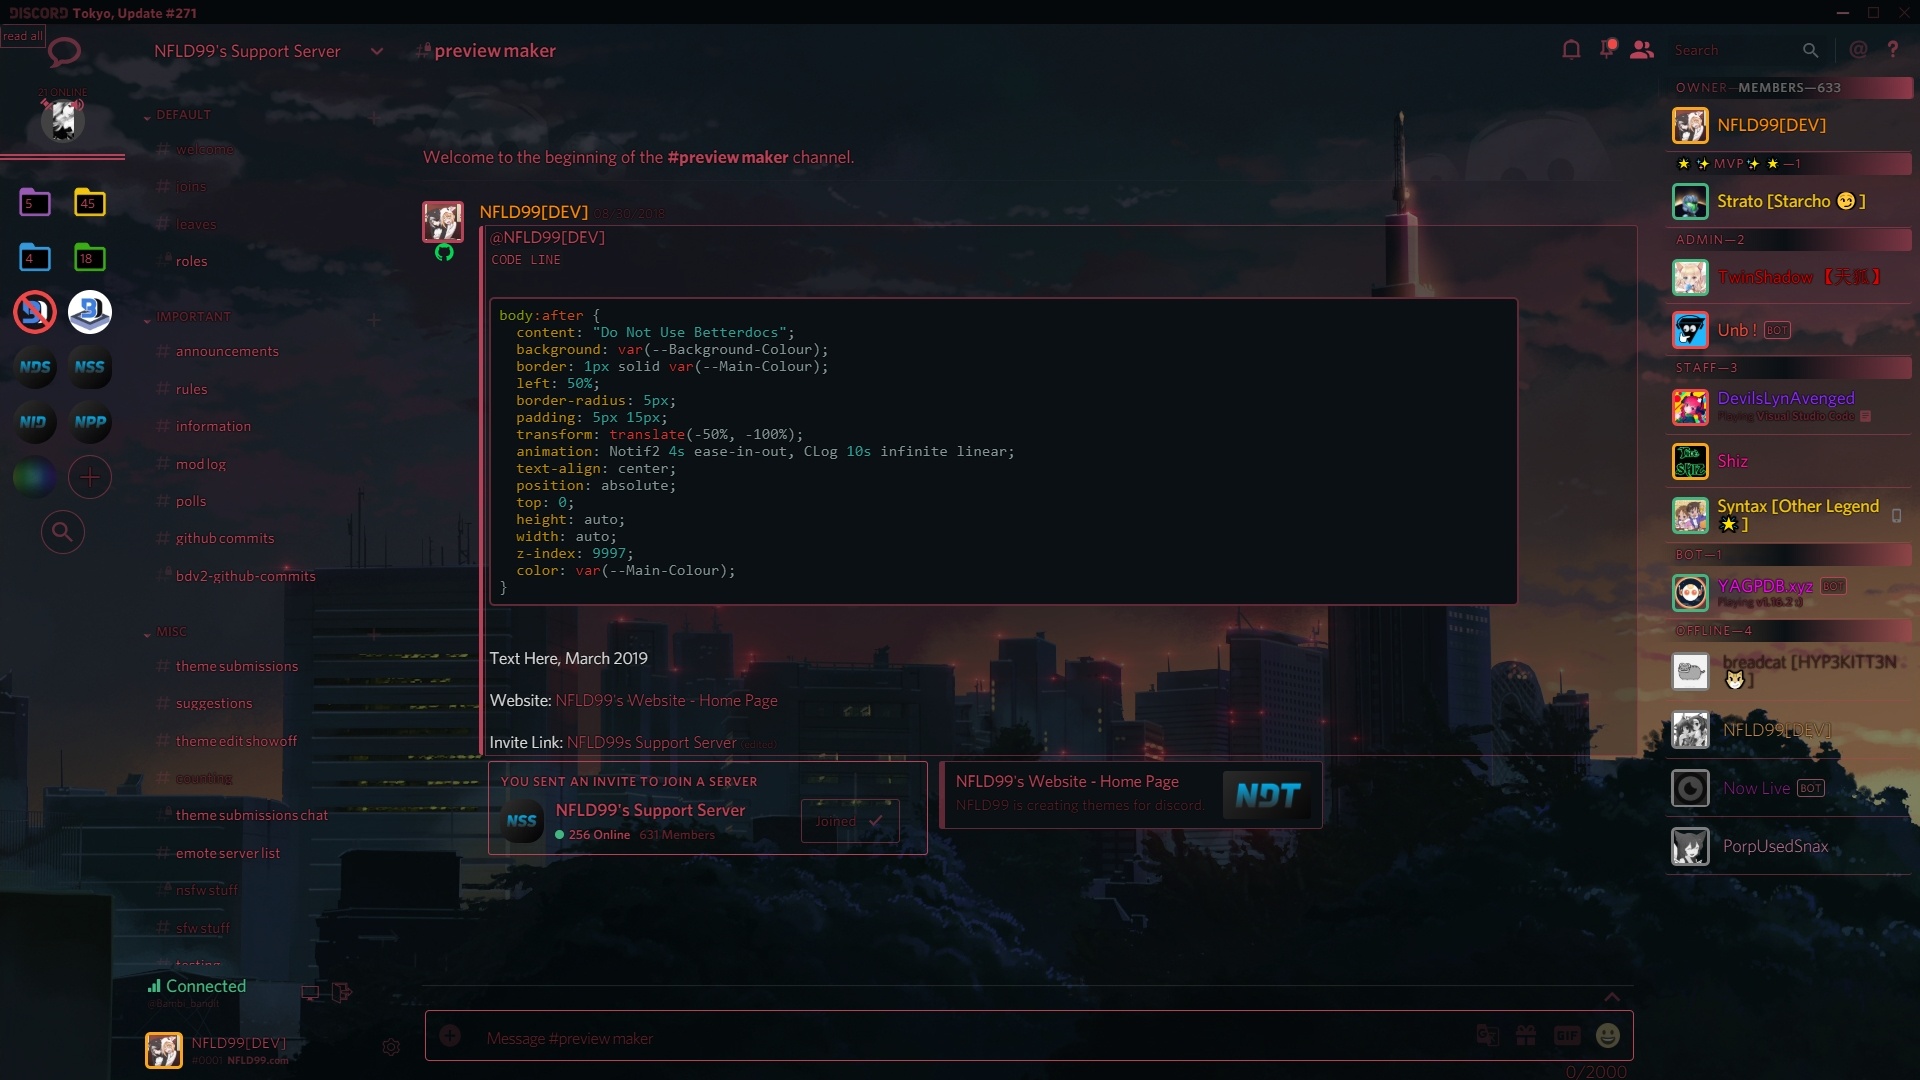 DISCORD Tokyo, Update #271
read all
NFLD99's Support Server
#preview maker
Search
21 ONLINE
5
45
4
18
NDS
NSS
NID
NPP
DEFAULT
welcome
joins
leaves
roles
IMPORTANT
announcements
rules
information
mod log
polls
github commits
bdv2-github-commits
MISC
theme submissions
suggestions
theme edit showoff
counting
theme submissions chat
emote server list
nsfw stuff
sfw stuff
testing
Connected
@Bambi_bandit
NFLD99[DEV]
#0001 NFLD99.com
Welcome to the beginning of the #preview maker channel.
NFLD99[DEV] 08/30, 2018
@NFLD99[DEV]
CODE LINE
body:after {
content: "Do Not Use Betterdocs";
background: var(--Background-Colour);
border: 1px solid var(--Main-Colour);
left: 50%;
border-radius: 5px;
padding: 5px 15px;
transform: translate(-50%, -100%);
animation: Notif2 4s ease-in-out, CLog 10s infinite linear;
text-align: center;
position: absolute;
top: 0;
height: auto;
width: auto;
z-index: 9997;
color: var(--Main-Colour);
}
Text Here, March 2019
Website: NFLD99's Website - Home Page
Invite Link: NFLD99s Support Server (edited)
YOU SENT AN INVITE TO JOIN A SERVER
NSS
NFLD99's Support Server
256 Online 631 Members
Joined
NFLD99's Website - Home Page
NFLD99 is creating themes for discord.
NDT
Message #preview maker
GIF
0/2000
OWNER—MEMBERS—633
NFLD99[DEV]
🌟✨MVP✨🌟—1
Strato [Starcho 😏]
ADMIN—2
TwinShadow 【天狐】
Unb ! BOT
STAFF—3
DevilsLynAvenged
Playing Visual Studio Code
The SHIZ
Shiz
Syntax [Other Legend
🌟]
BOT—1
YAGPDB.xyz BOT
Playing v1.16.2 :)
OFFLINE—4
breadcat [HYP3KITT3N
🐱]
NFLD99[DEV]
Now Live BOT
PorpUsedSnax